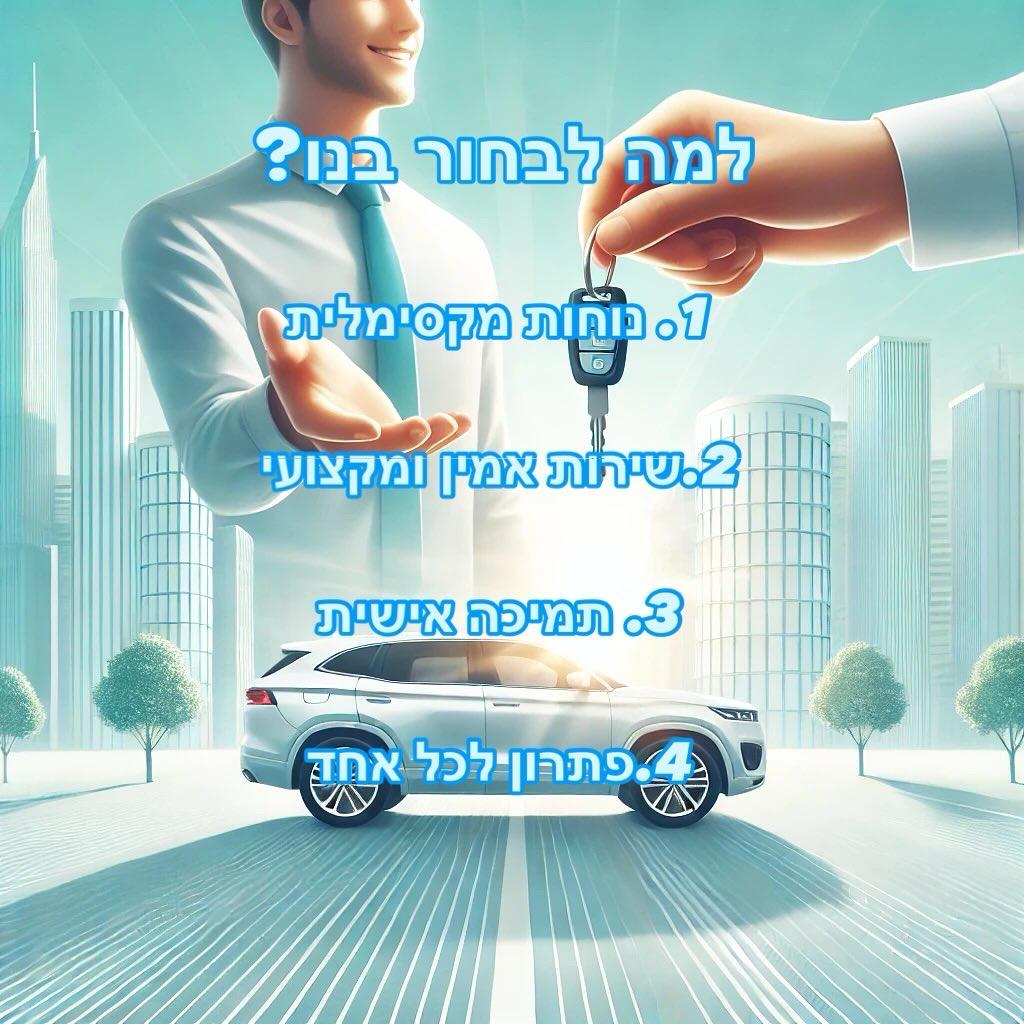 למה לבחור בנו?
1. נוחות מקסימלית
2.שירות אמין ומקצועי
3. תמיכה אישית
4.פתרון לכל אחד